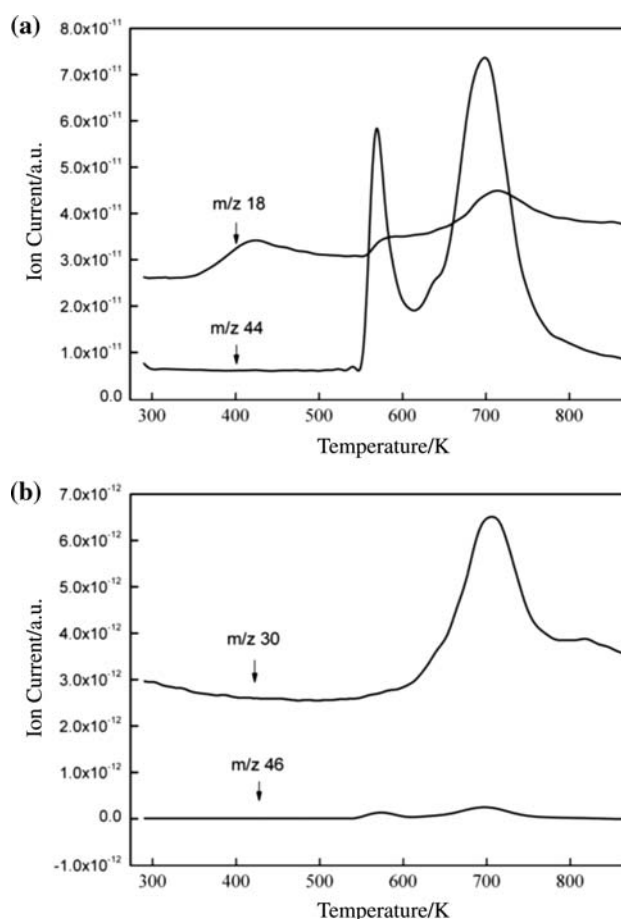 (a)
8.0x10⁻¹¹
7.0x10⁻¹¹
6.0x10⁻¹¹
5.0x10⁻¹¹
4.0x10⁻¹¹
3.0x10⁻¹¹
2.0x10⁻¹¹
1.0x10⁻¹¹
0.0
Ion Current/a.u.
m/z 18
m/z 44
300 400 500 600 700 800
Temperature/K
(b)
7.0x10⁻¹²
6.0x10⁻¹²
5.0x10⁻¹²
4.0x10⁻¹²
3.0x10⁻¹²
2.0x10⁻¹²
1.0x10⁻¹²
0.0
-1.0x10⁻¹²
Ion Current/a.u.
m/z 30
m/z 46
300 400 500 600 700 800
Temperature/K